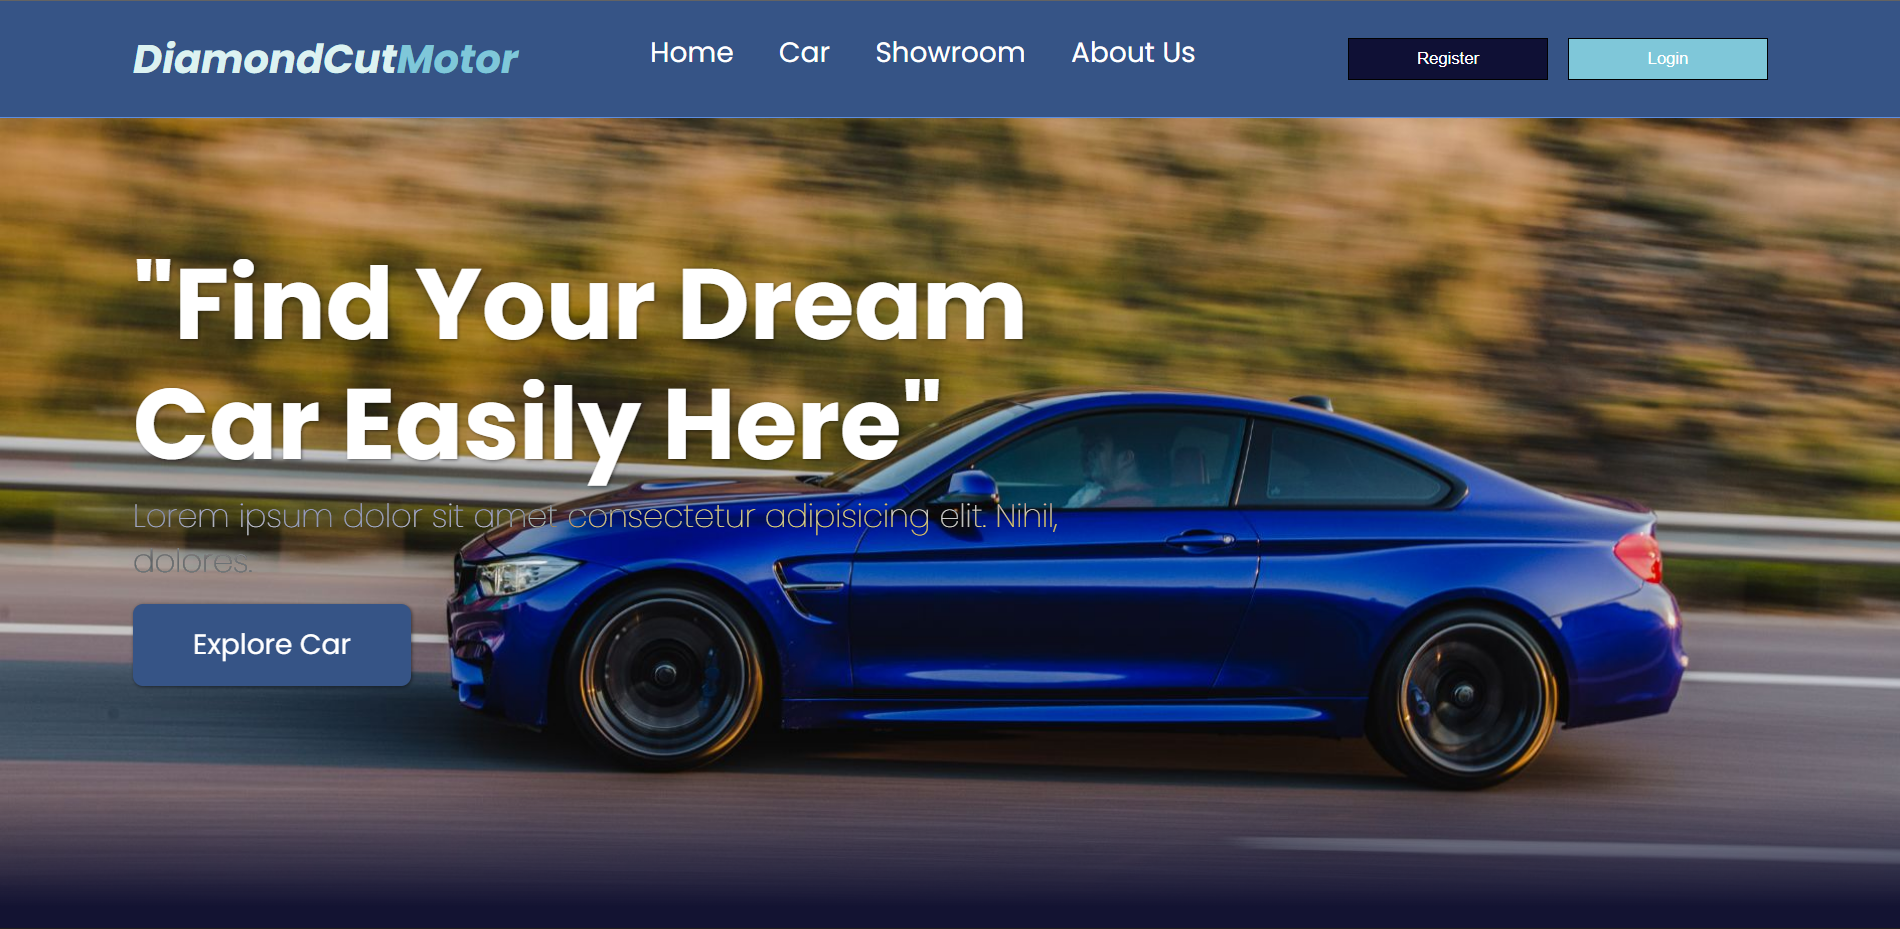 DiamondCutMotor
Home Car Showroom About Us
Register Login
"Find Your Dream
Car Easily Here"
Lorem ipsum dolor sit amet consectetur adipisicing elit. Nihil,
dolores.
Explore Car